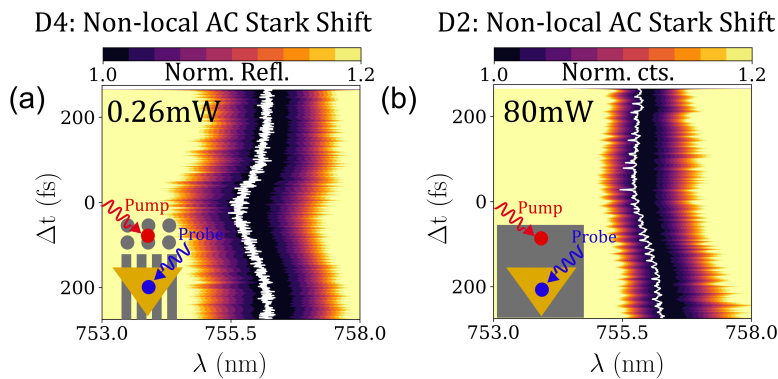 D4: Non-local AC Stark Shift
D2: Non-local AC Stark Shift
1.0 Norm. Refl. 1.2
1.0 Norm. cts. 1.2
(a)
0.26mW
(b)
80mW
200
0
200
Δt (fs)
Pump
Probe
753.0 755.5 758.0
λ (nm)
200
0
200
Δt (fs)
Pump
Probe
753.0 755.5 758.0
λ (nm)